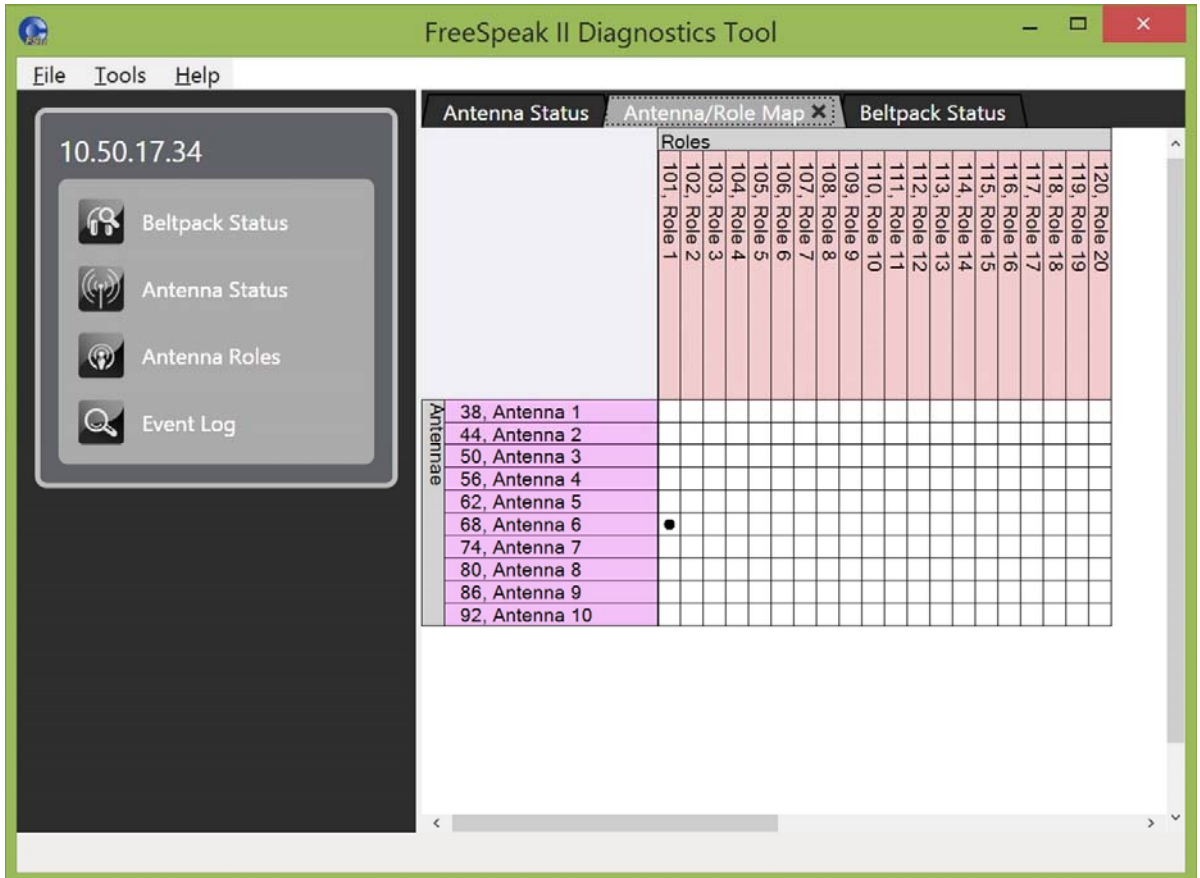 FreeSpeak II Diagnostics Tool
File Tools Help
10.50.17.34
Beltpack Status
Antenna Status
Antenna Roles
Event Log
Antenna Status
Antenna/Role Map
Beltpack Status
Roles
101, Role 1
102, Role 2
103, Role 3
104, Role 4
105, Role 5
106, Role 6
107, Role 7
108, Role 8
109, Role 9
110, Role 10
111, Role 11
112, Role 12
113, Role 13
114, Role 14
115, Role 15
116, Role 16
117, Role 17
118, Role 18
119, Role 19
120, Role 20
Antennae
38, Antenna 1
44, Antenna 2
50, Antenna 3
56, Antenna 4
62, Antenna 5
68, Antenna 6
74, Antenna 7
80, Antenna 8
86, Antenna 9
92, Antenna 10